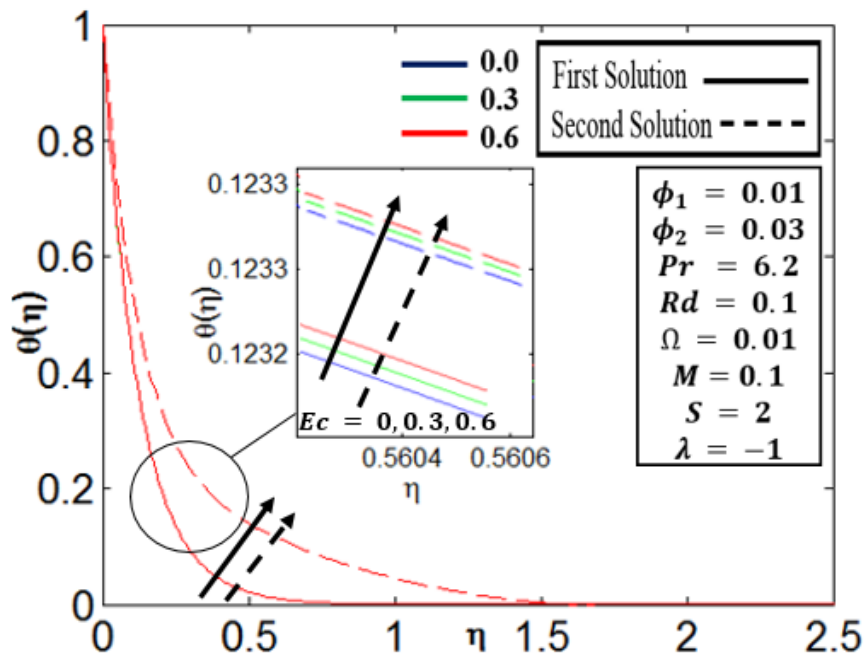 1
0.8
0.6
0.4
0.2
0
θ(η)
0 0.5 1 η 1.5 2 2.5
0.0
0.3
0.6
First Solution
Second Solution
0.1233
0.1233
0.1232
θ(η)
Ec = 0, 0.3, 0.6
0.5604 0.5606
η
ϕ₁ = 0.01
ϕ₂ = 0.03
Pr = 6.2
Rd = 0.1
Ω = 0.01
M = 0.1
S = 2
λ = −1